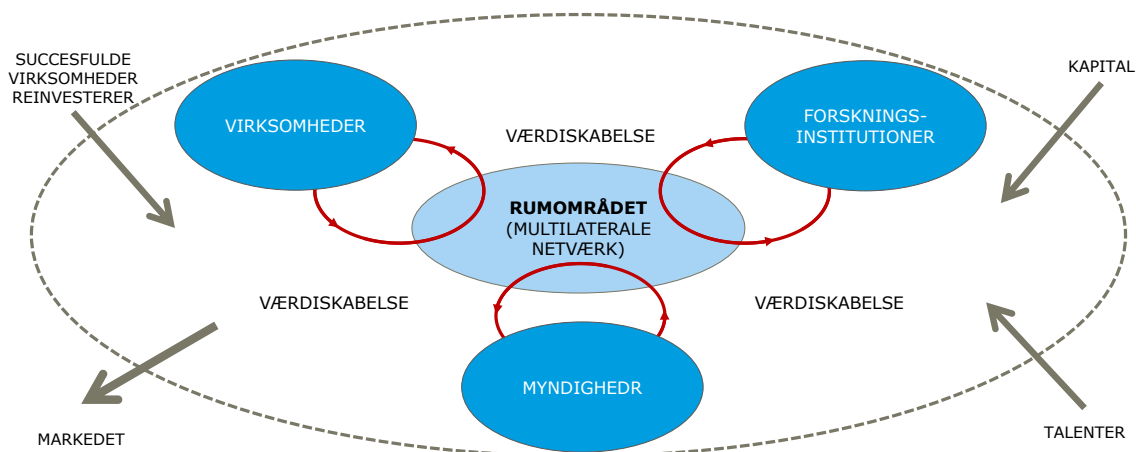 SUCCESFULDE
VIRKSOMHEDER
REINVESTERER
VIRKSOMHEDER
VÆRDISKABELSE
FORSKNINGS-
INSTITUTIONER
KAPITAL
RUMOMRÅDET
(MULTILATERALE
NETVÆRK)
VÆRDISKABELSE
VÆRDISKABELSE
MYNDIGHEDR
MARKEDET
TALENTER